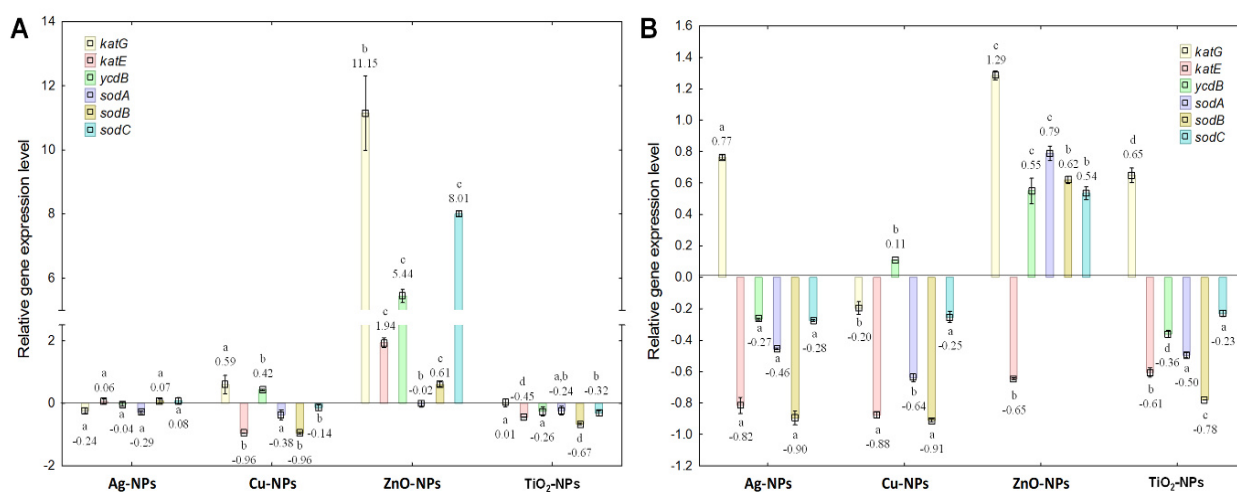 A
Relative gene expression level
14
12
10
8
6
2
0
-2
katG
katE
ycdB
sodA
sodB
sodC
a
-0.24
a
0.06
a
-0.04
a
-0.29
a
0.07
a
0.08
a
0.59
b
-0.96
b
0.42
a
-0.38
b
-0.96
b
-0.14
b
11.15
c
1.94
c
5.44
b
-0.02
c
0.61
c
8.01
a
0.01
d
-0.45
a
-0.26
a,b
-0.24
d
-0.67
b
-0.32
Ag-NPs
Cu-NPs
ZnO-NPs
TiO2-NPs
B
Relative gene expression level
1.6
1.4
1.2
1.0
0.8
0.6
0.4
0.2
0.0
-0.2
-0.4
-0.6
-0.8
-1.0
-1.2
katG
katE
ycdB
sodA
sodB
sodC
a
0.77
a
-0.82
a
-0.27
a
-0.46
a
-0.90
a
-0.28
b
-0.20
a
-0.88
b
0.11
b
-0.64
a
-0.91
a
-0.25
c
1.29
b
-0.65
c
0.55
c
0.79
b
0.62
b
0.54
d
0.65
b
-0.61
d
-0.36
a
-0.50
c
-0.78
a
-0.23
Ag-NPs
Cu-NPs
ZnO-NPs
TiO2-NPs